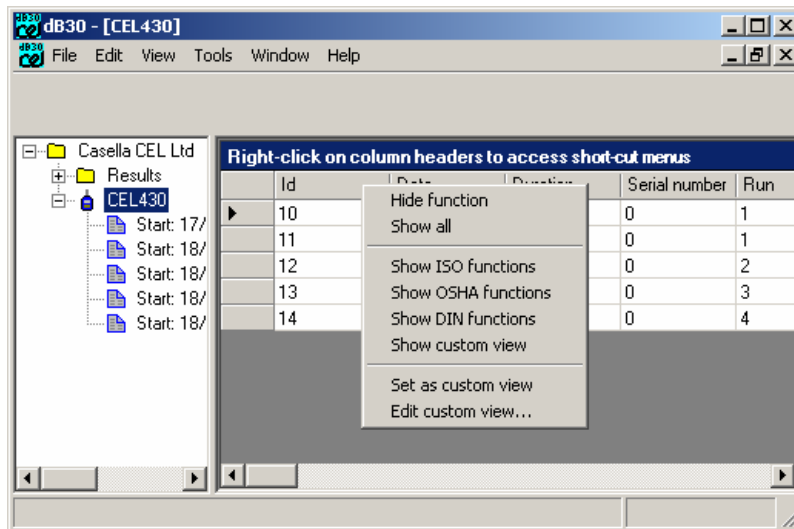 dB30 - [CEL430]
File Edit View Tools Window Help
Casella CEL Ltd
Results
CEL430
Start: 17/
Start: 18/
Start: 18/
Start: 18/
Start: 18/
Right-click on column headers to access short-cut menus
Id Date Duration Serial number Run
10 0 1
11 0 1
12 0 2
13 0 3
14 0 4
Hide function
Show all
Show ISO functions
Show OSHA functions
Show DIN functions
Show custom view
Set as custom view
Edit custom view...